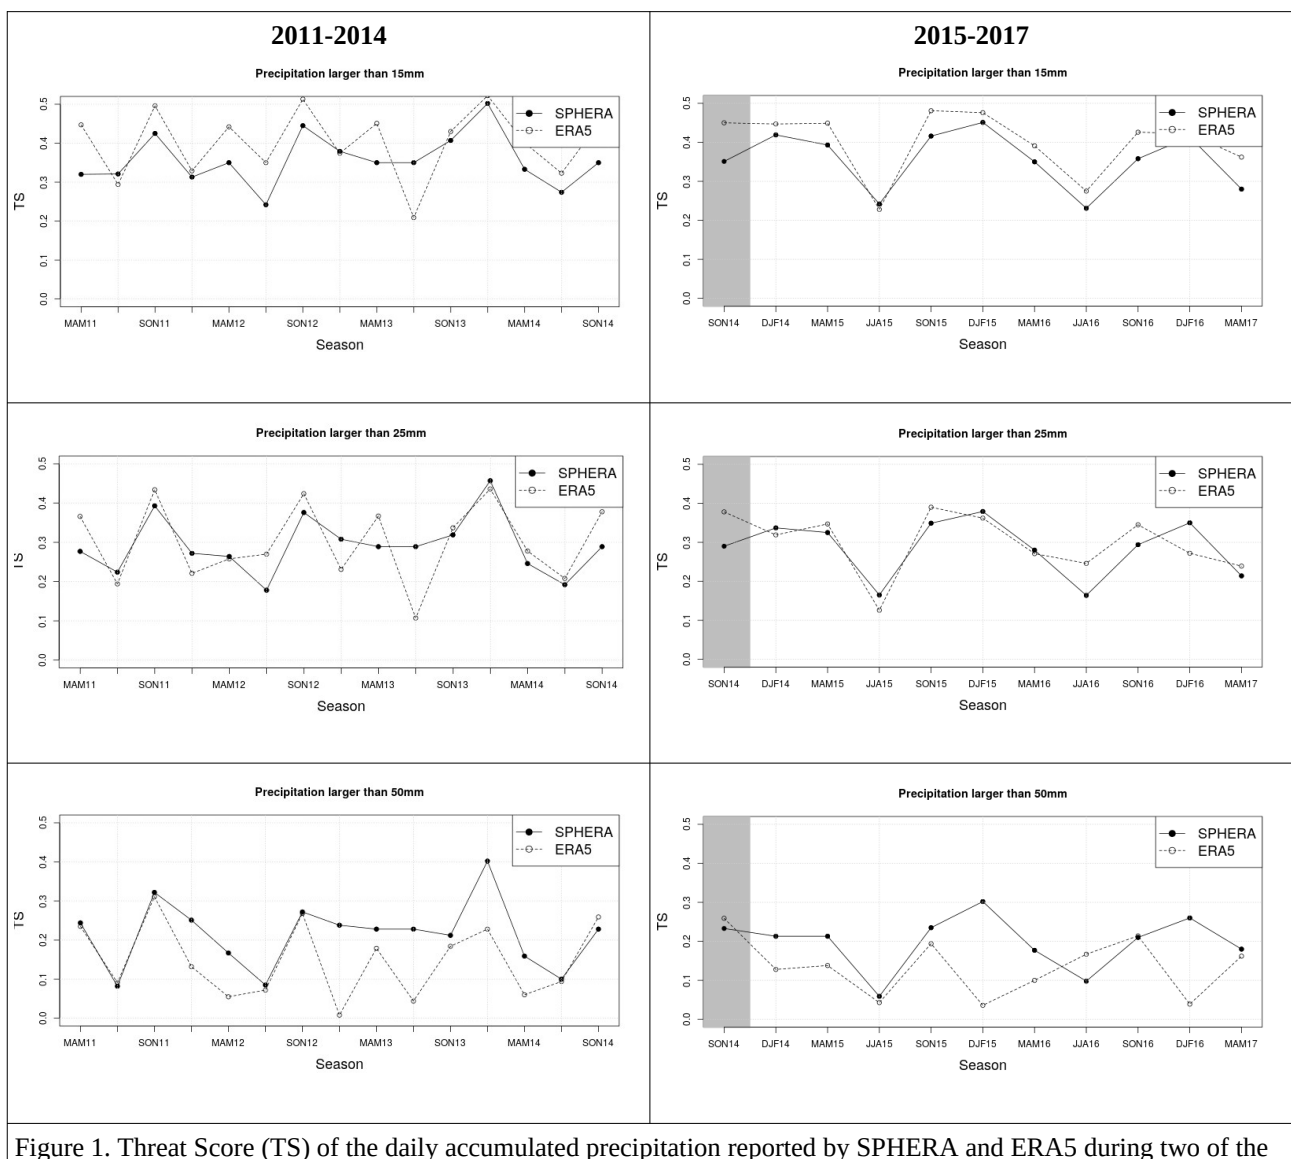 2011-2014
2015-2017
Precipitation larger than 15mm
SPHERA
ERA5
0.5
0.4
0.3
0.2
0.1
0.0
TS
MAM11 SON11 MAM12 SON12 MAM13 SON13 MAM14 SON14
Season
Precipitation larger than 15mm
SPHERA
ERA5
0.5
0.4
0.3
0.2
0.1
0.0
TS
SON14 DJF14 MAM15 JJA15 SON15 DJF15 MAM16 JJA16 SON16 DJF16 MAM17
Season
Precipitation larger than 25mm
SPHERA
ERA5
0.5
0.4
0.3
0.2
0.1
0.0
TS
MAM11 SON11 MAM12 SON12 MAM13 SON13 MAM14 SON14
Season
Precipitation larger than 25mm
SPHERA
ERA5
0.5
0.4
0.3
0.2
0.1
0.0
TS
SON14 DJF14 MAM15 JJA15 SON15 DJF15 MAM16 JJA16 SON16 DJF16 MAM17
Season
Precipitation larger than 50mm
SPHERA
ERA5
0.5
0.4
0.3
0.2
0.1
0.0
TS
MAM11 SON11 MAM12 SON12 MAM13 SON13 MAM14 SON14
Season
Precipitation larger than 50mm
SPHERA
ERA5
0.5
0.4
0.3
0.2
0.1
0.0
TS
SON14 DJF14 MAM15 JJA15 SON15 DJF15 MAM16 JJA16 SON16 DJF16 MAM17
Season
Figure 1. Threat Score (TS) of the daily accumulated precipitation reported by SPHERA and ERA5 during two of the